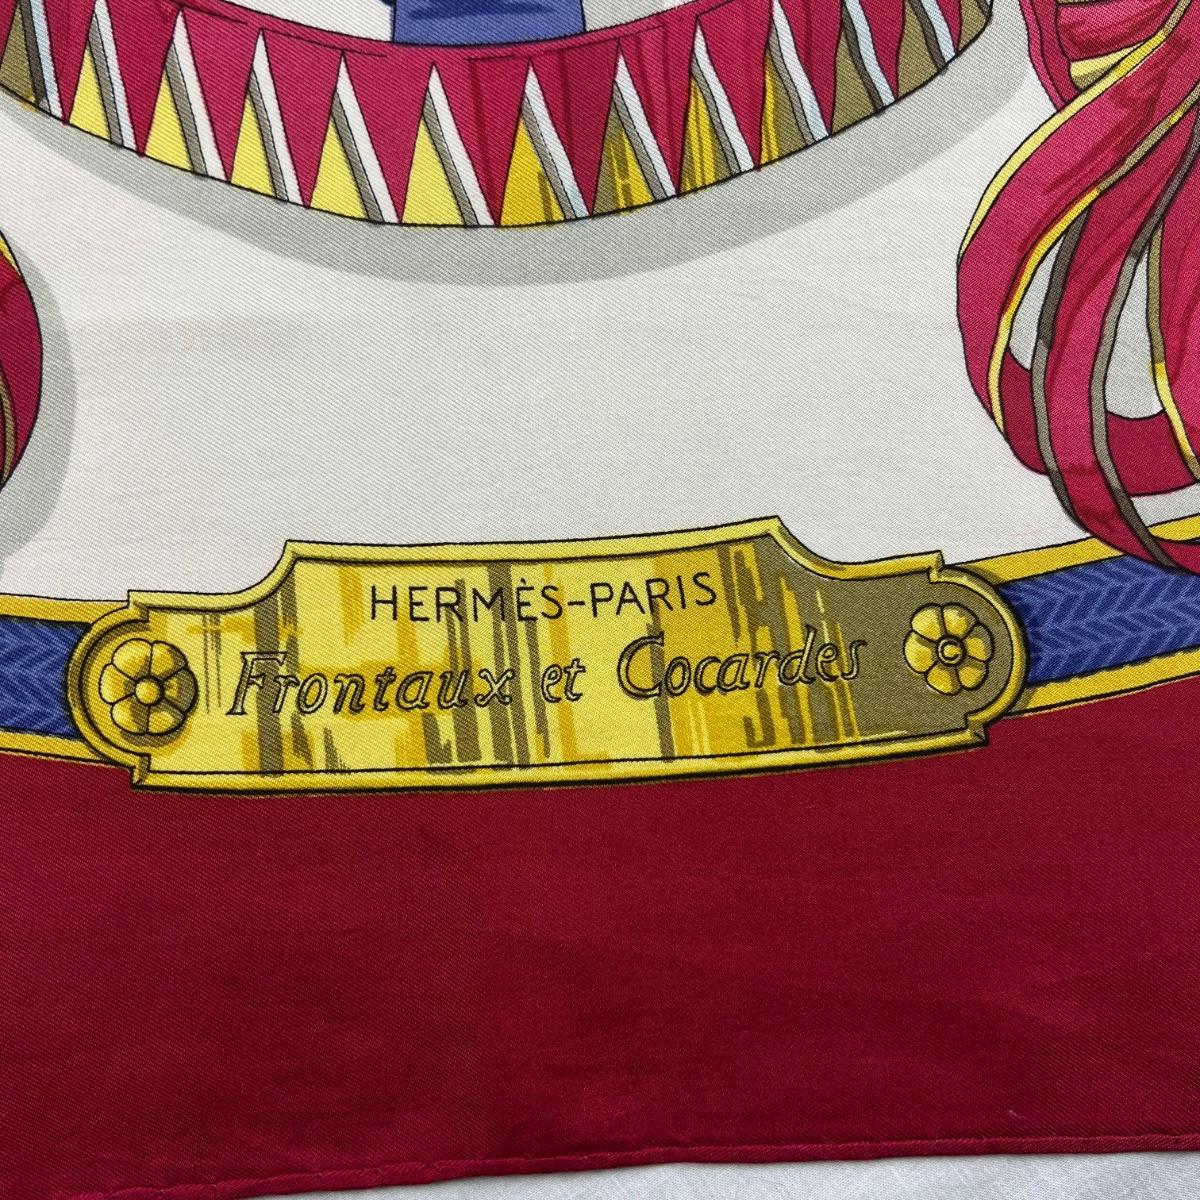 HERMÈS-PARIS
Frontaux et Cocardes